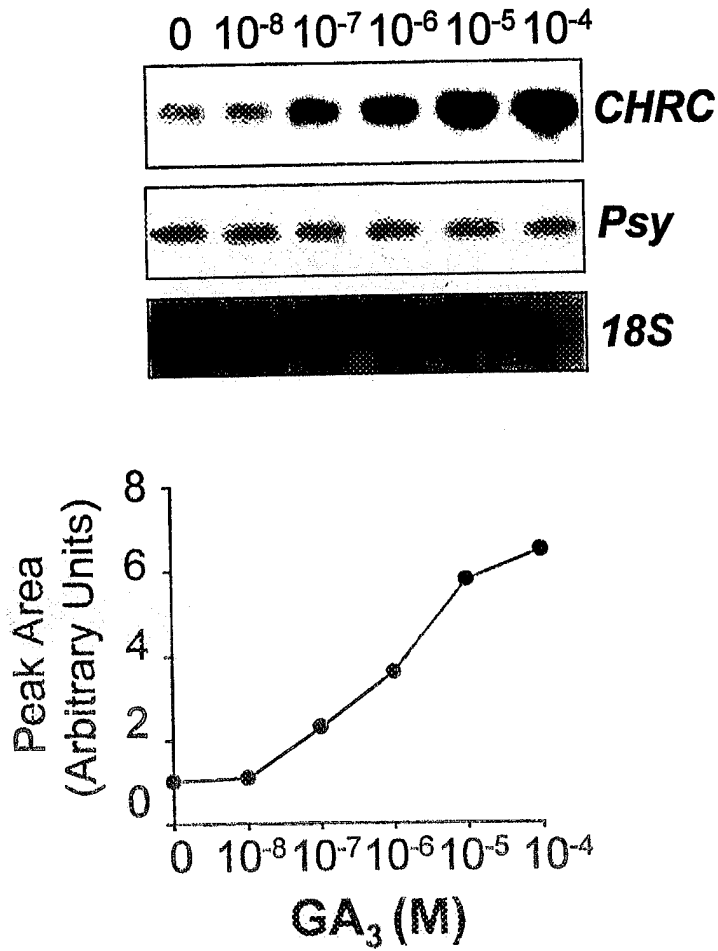 0 10⁻⁸ 10⁻⁷ 10⁻⁶ 10⁻⁵ 10⁻⁴
CHRC
Psy
18S
Peak Area
(Arbitrary Units)
8
6
4
2
0
0 10⁻⁸ 10⁻⁷ 10⁻⁶ 10⁻⁵ 10⁻⁴
GA₃ (M)